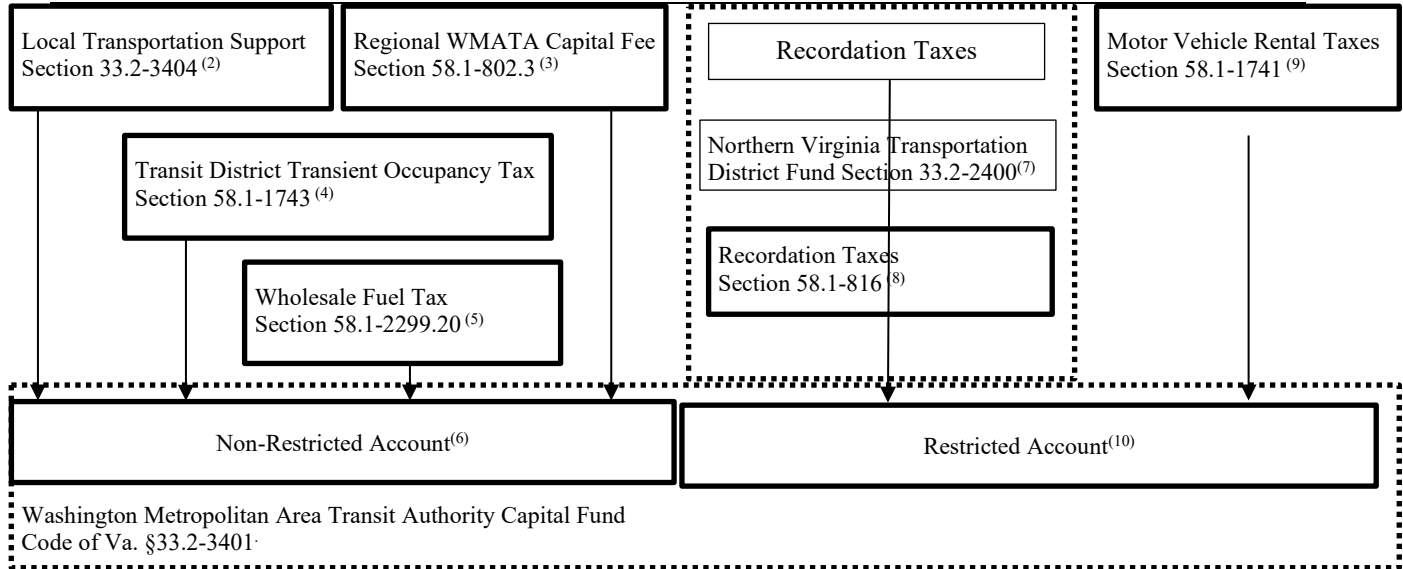 Local Transportation Support
Section 33.2-3404 (2)
Regional WMATA Capital Fee
Section 58.1-802.3 (3)
Recordation Taxes
Motor Vehicle Rental Taxes
Section 58.1-1741 (9)
Transit District Transient Occupancy Tax
Section 58.1-1743 (4)
Northern Virginia Transportation
District Fund Section 33.2-2400(7)
Recordation Taxes
Section 58.1-816 (8)
Wholesale Fuel Tax
Section 58.1-2299.20 (5)
Non-Restricted Account(6)
Restricted Account(10)
Washington Metropolitan Area Transit Authority Capital Fund
Code of Va. §33.2-3401.